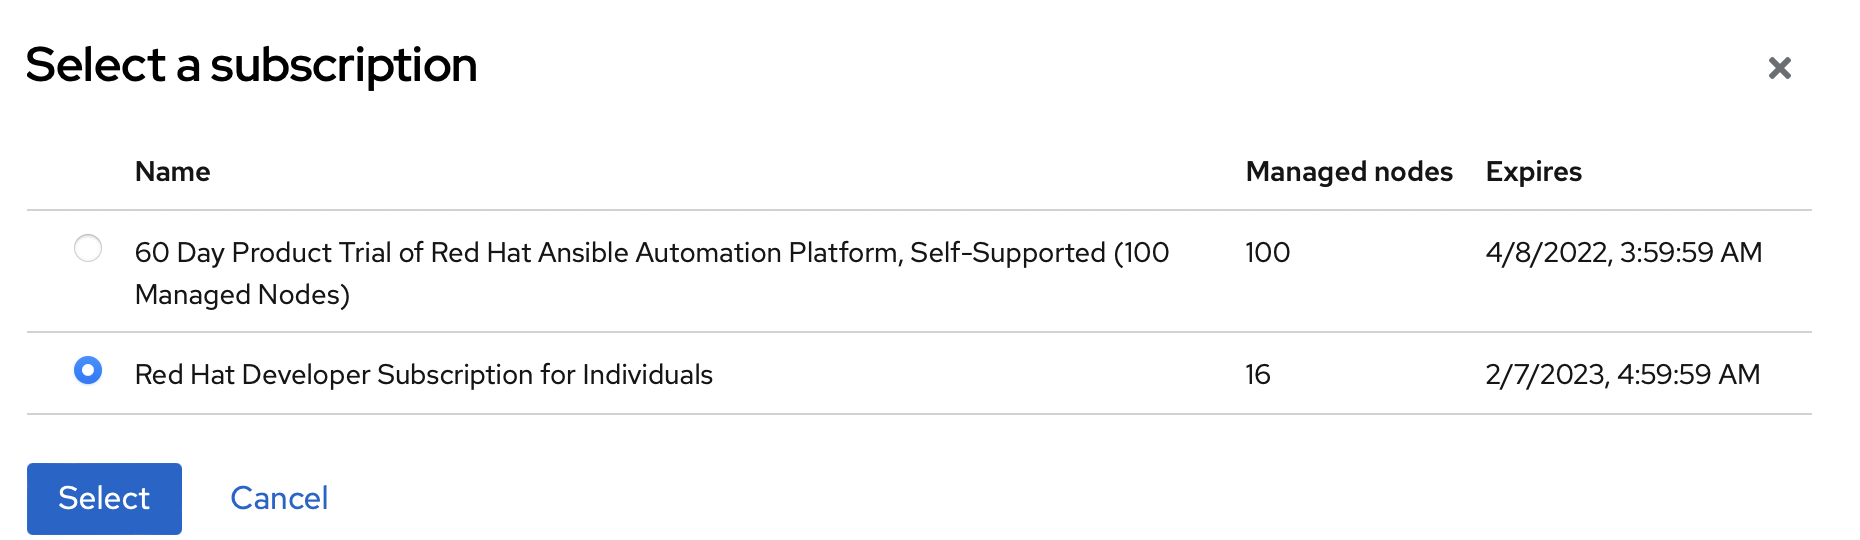 Select a subscription
Name Managed nodes Expires
60 Day Product Trial of Red Hat Ansible Automation Platform, Self-Supported (100 100 4/8/2022, 3:59:59 AM
Managed Nodes)
Red Hat Developer Subscription for Individuals 16 2/7/2023, 4:59:59 AM
Select Cancel